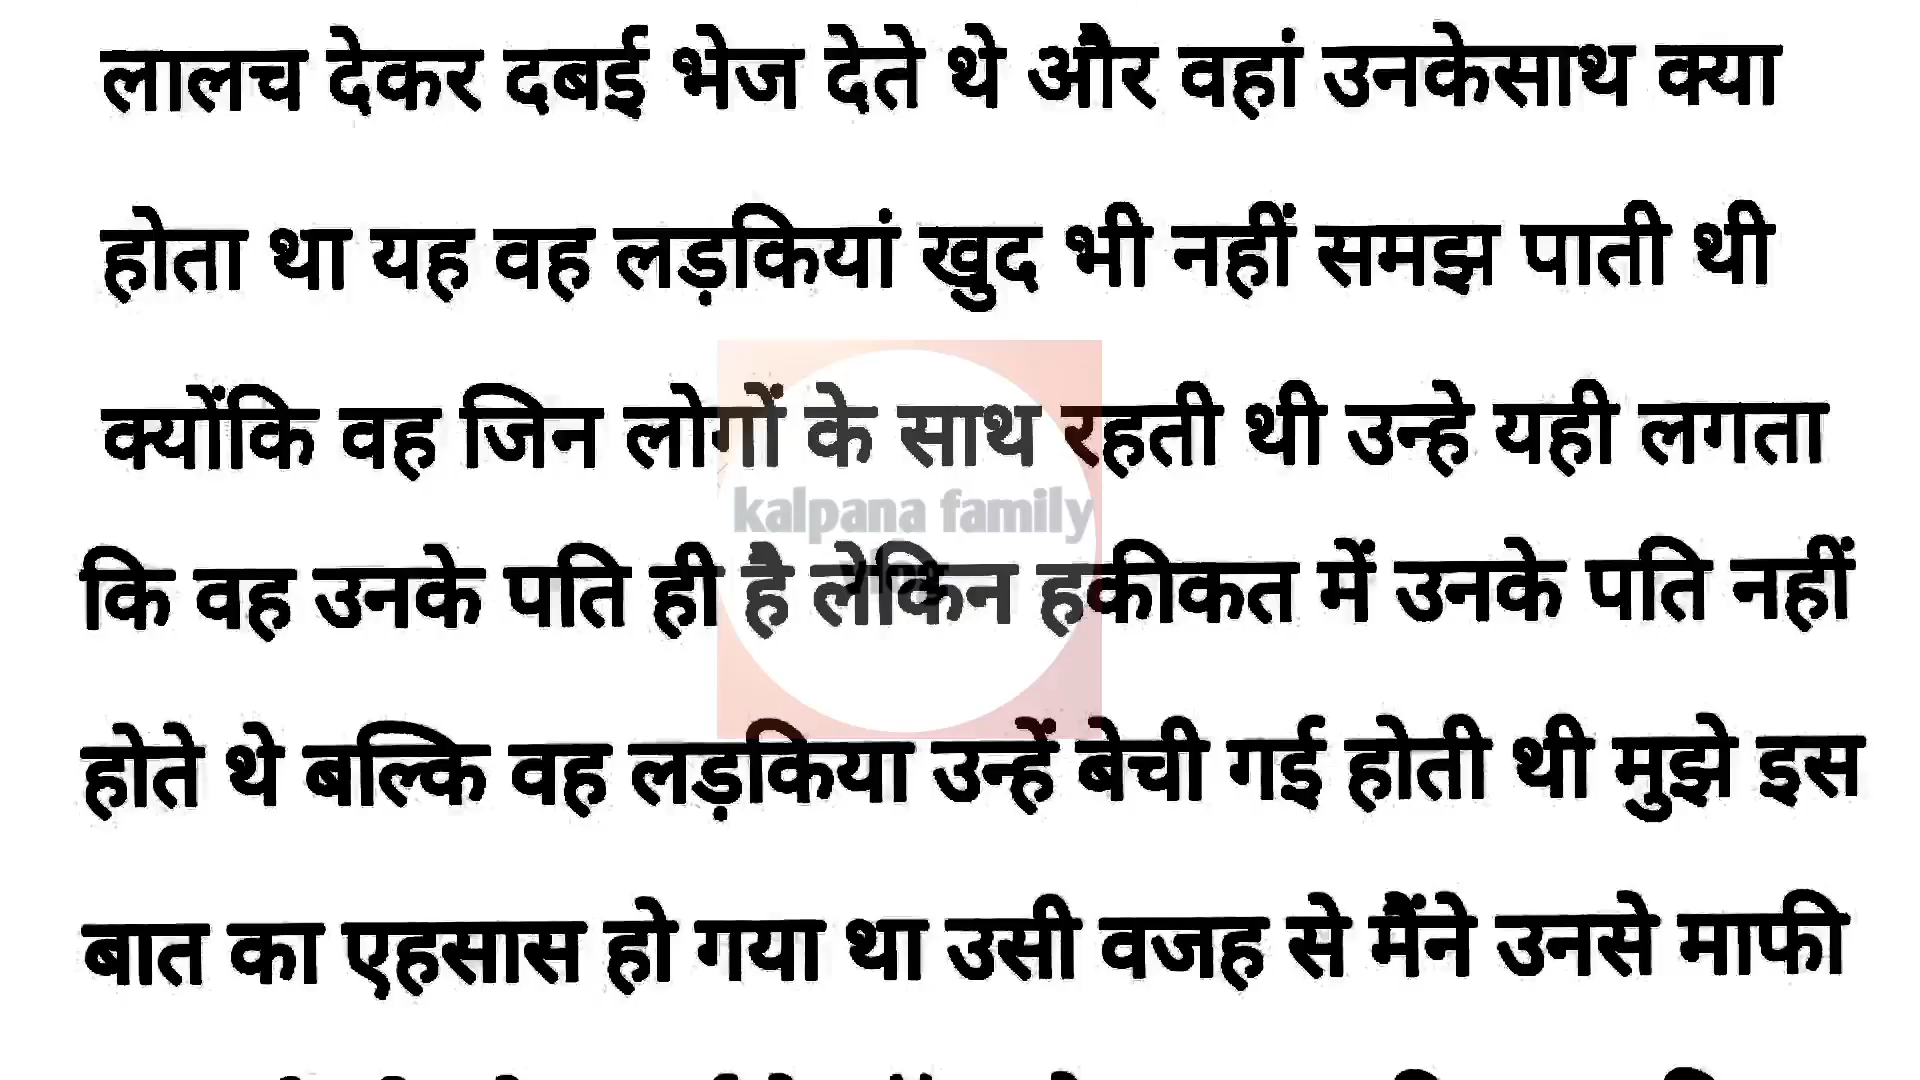 लालच देकर दबई भेज देते थे और वहां उनकेसाथ क्या
होता था यह वह लड़कियां खुद भी नहीं समझ पाती थी
क्योंकि वह जिन लोगों के साथ रहती थी उन्हे यही लगता
kalpana family
कि वह उनके पति ही है लेकिन हकीकत में उनके पति नहीं
vlog
होते थे बल्कि वह लड़किया उन्हें बेची गई होती थी मुझे इस
बात का एहसास हो गया था उसी वजह से मैंने उनसे माफी